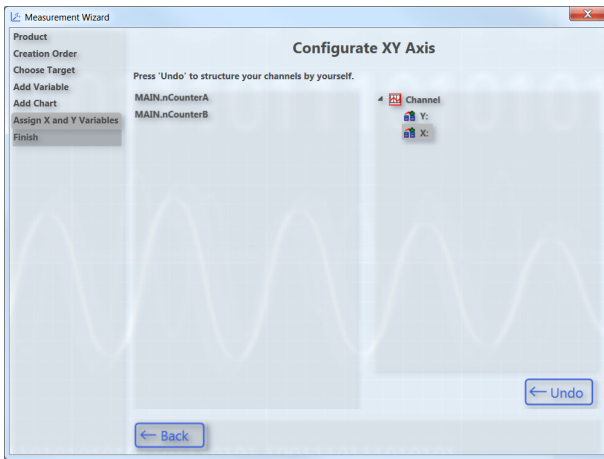 Measurement Wizard
Product
Creation Order
Choose Target
Add Variable
Add Chart
Assign X and Y Variables
Finish
Configurate XY Axis
Press 'Undo' to structure your channels by yourself.
MAIN.nCounterA
MAIN.nCounterB
Channel
Y:
X:
Undo
Back